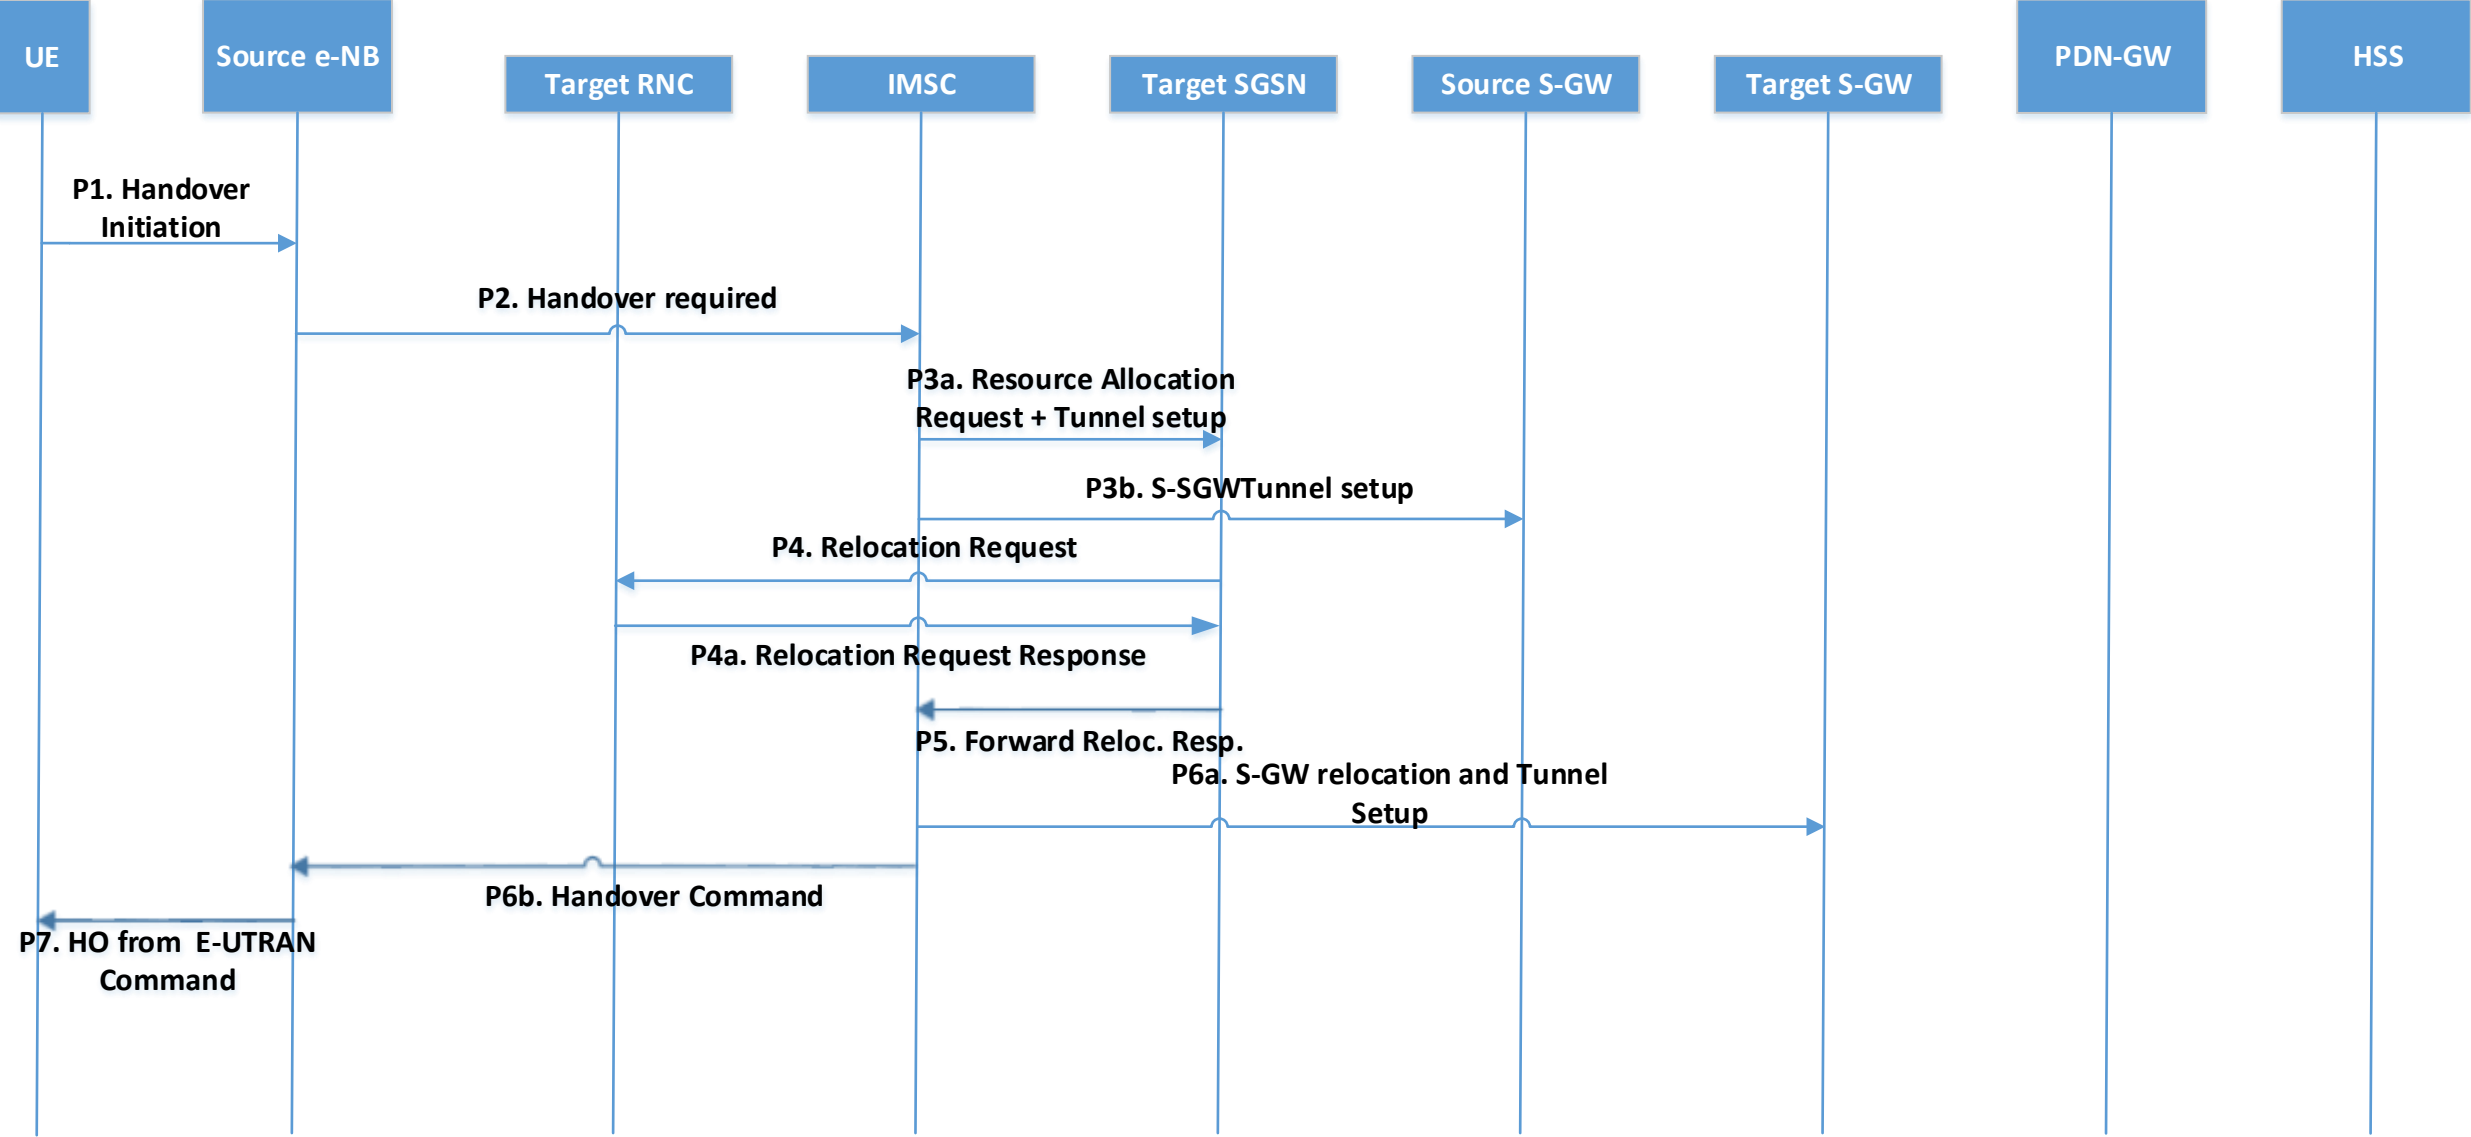 UE
Source e-NB
Target RNC
IMSC
Target SGSN
Source S-GW
Target S-GW
PDN-GW
HSS
P1. Handover
Initiation
P2. Handover required
P3a. Resource Allocation
Request + Tunnel setup
P3b. S-SGWTunnel setup
P4. Relocation Request
P4a. Relocation Request Response
P5. Forward Reloc. Resp.
P6a. S-GW relocation and Tunnel
Setup
P6b. Handover Command
P7. HO from E-UTRAN
Command